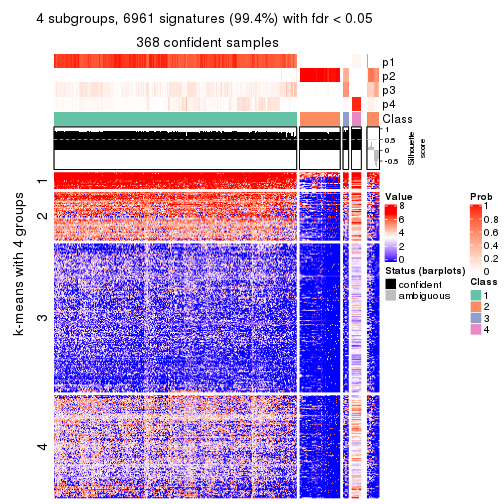 4 subgroups, 6961 signatures (99.4%) with fdr < 0.05
368 confident samples
p1
p2
p3
p4
Class
1
0.5
0
-0.5
Silhouette
score
k-means with 4 groups
1
2
3
4
Value
8
6
4
2
0
Status (barplots)
confident
ambiguous
Prob
1
0.8
0.6
0.4
0.2
0
Class
1
2
3
4